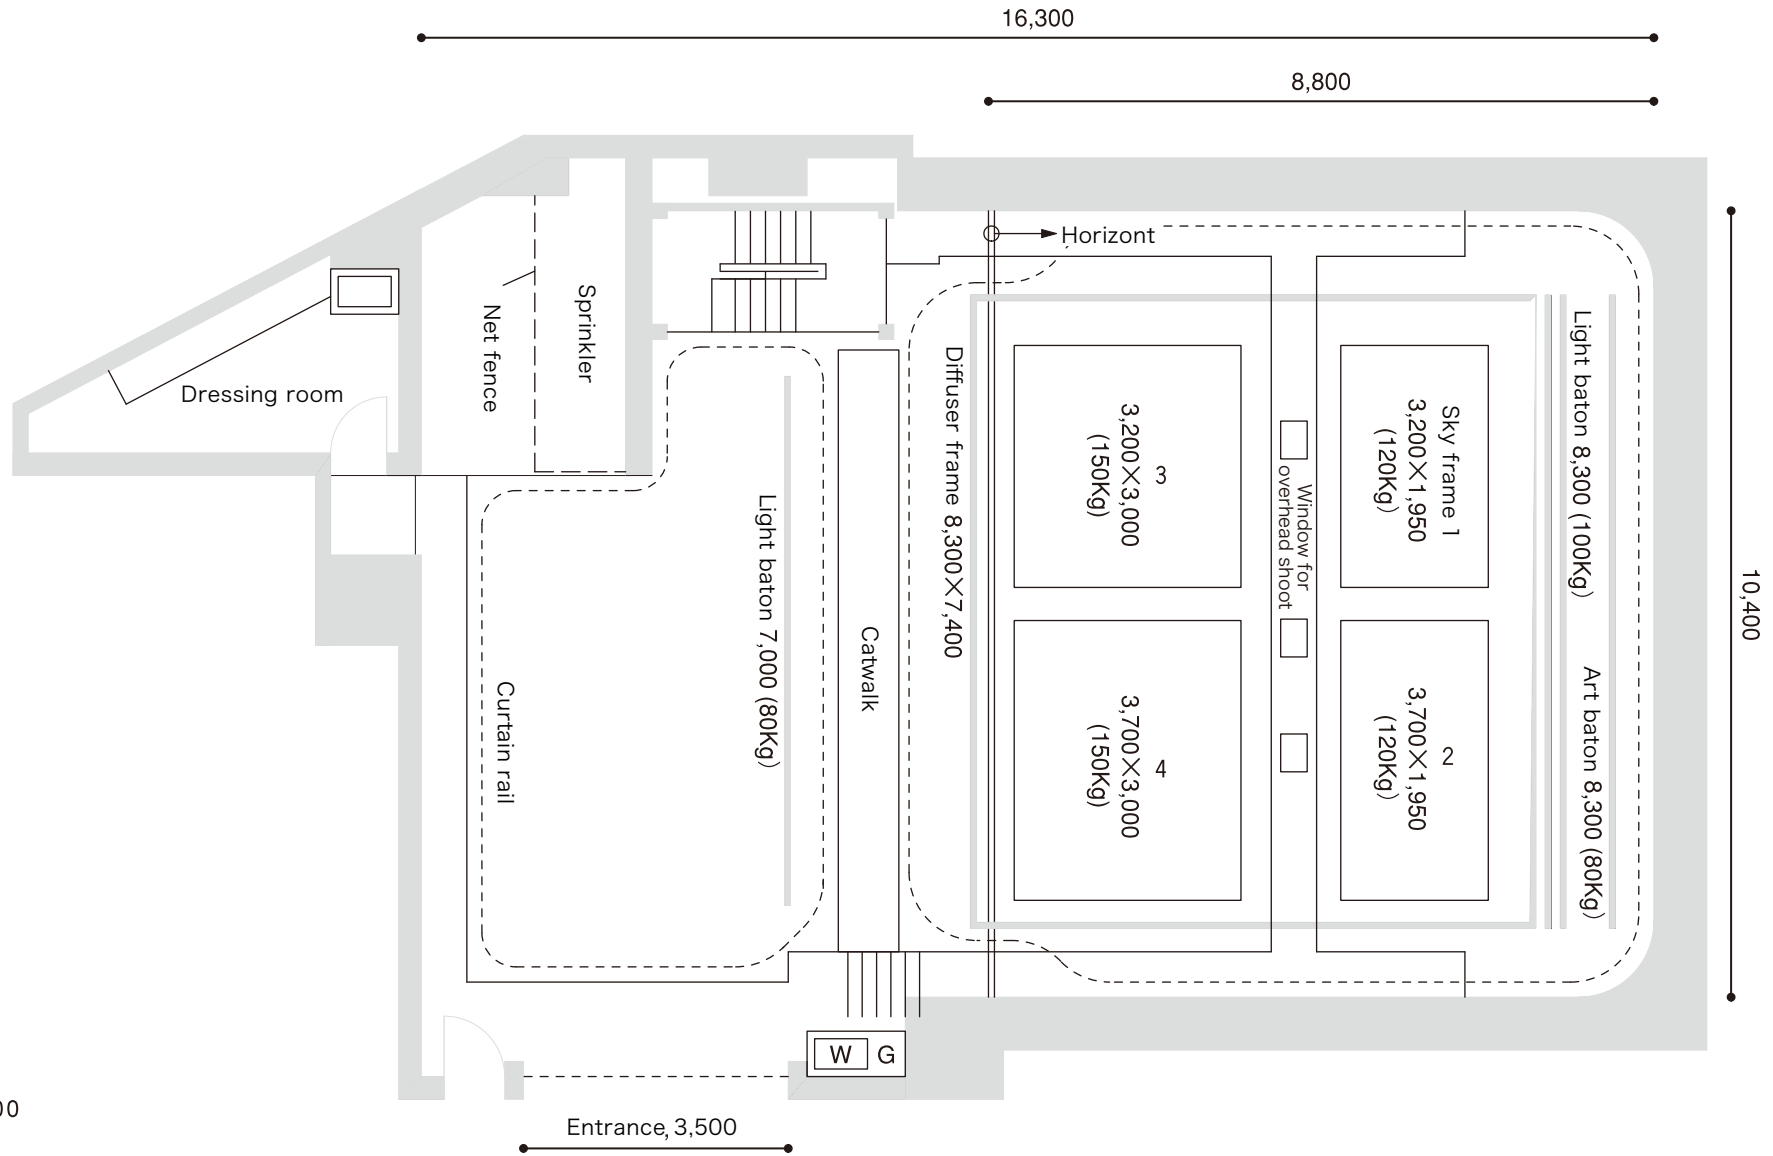 16,300
8,800
Horizont
Dressing room
Net fence
Sprinkler
Curtain rail
Light baton 7,000 (80Kg)
Catwalk
Diffuser frame 8,300×7,400
3
3,200×3,000
(150Kg)
4
3,700×3,000
(150Kg)
Window for
overhead shoot
Sky frame 1
3,200×1,950
(120Kg)
2
3,700×1,950
(120Kg)
Light baton 8,300 (100Kg)
Art baton 8,300 (80Kg)
10,400
W G
Entrance, 3,500